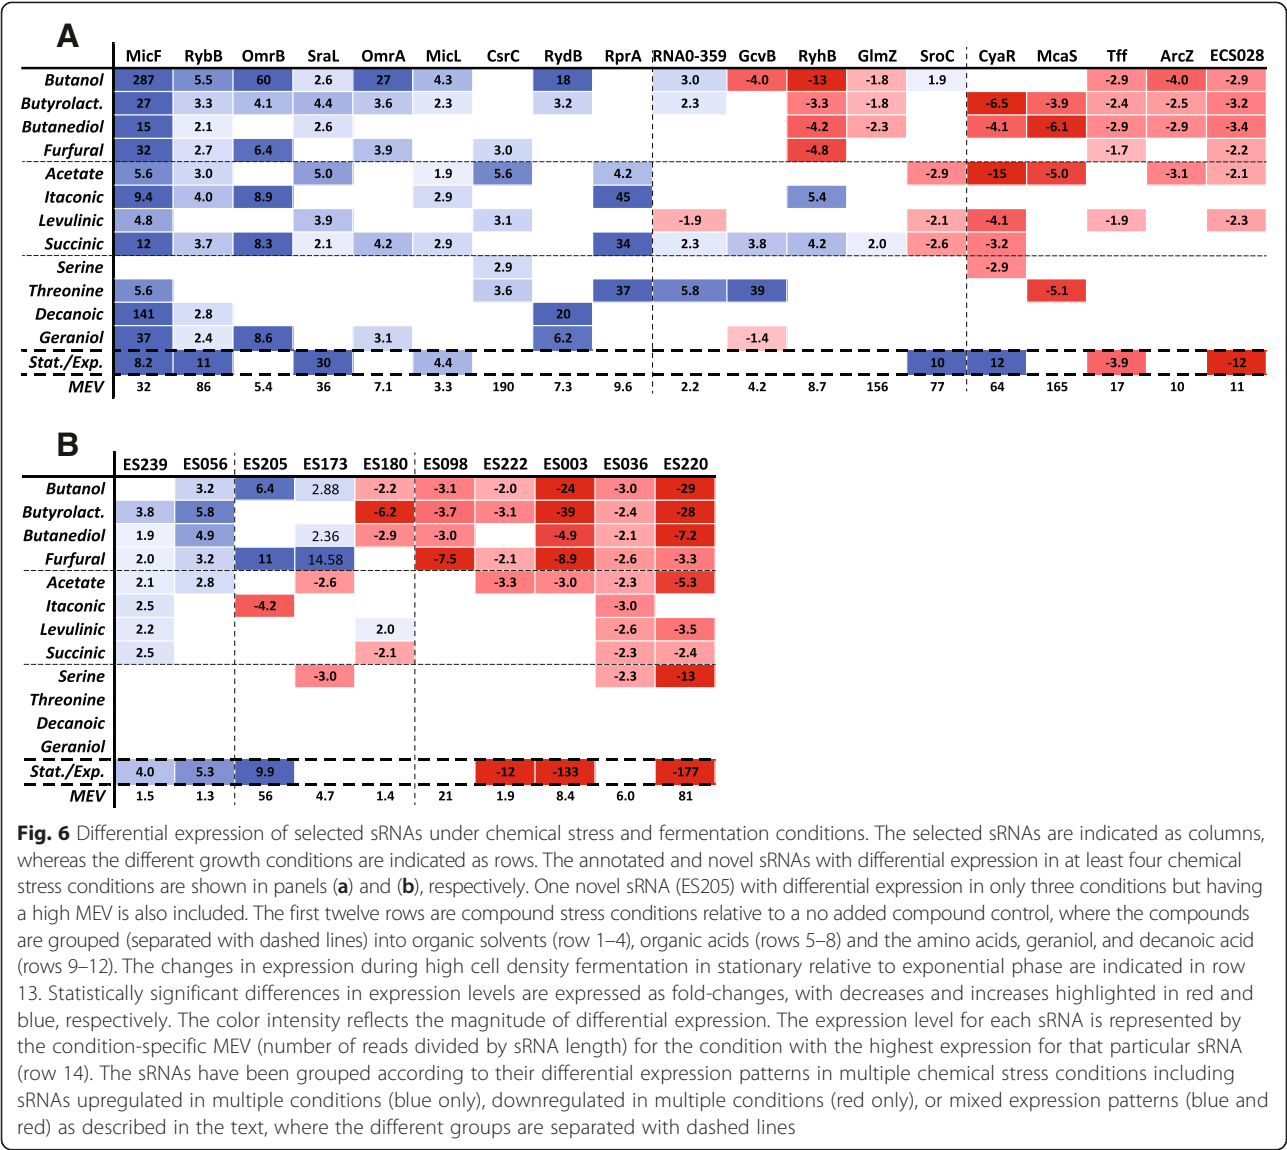 A
MicF RybB OmrB SraL OmrA MicL CsrC RydB RprA RNA0-359 GcvB RyhB GlmZ SroC CyaR McaS Tff ArcZ ECS028
Butanol 287 5.5 60 2.6 27 4.3 18 3.0 -4.0 -13 -1.8 1.9 -2.9 -4.0 -2.9
Butyrolact. 27 3.3 4.1 4.4 3.6 2.3 3.2 2.3 -3.3 -1.8 -6.5 -3.9 -2.4 -2.5 -3.2
Butanediol 15 2.1 2.6 -4.2 -2.3 -4.1 -6.1 -2.9 -2.9 -3.4
Furfural 32 2.7 6.4 3.9 3.0 -4.8 -1.7 -2.2
Acetate 5.6 3.0 5.0 1.9 5.6 4.2 -2.9 -15 -5.0 -3.1 -2.1
Itaconic 9.4 4.0 8.9 2.9 45 5.4
Levulinic 4.8 3.9 3.1 -1.9 -2.1 -4.1 -1.9 -2.3
Succinic 12 3.7 8.3 2.1 4.2 2.9 34 2.3 3.8 4.2 2.0 -2.6 -3.2
Serine 2.9 -2.9
Threonine 5.6 3.6 37 5.8 39 -5.1
Decanoic 141 2.8 20
Geraniol 37 2.4 8.6 3.1 6.2 -1.4
Stat./Exp. 8.2 11 30 4.4 10 12 -3.9 -12
MEV 32 86 5.4 36 7.1 3.3 190 7.3 9.6 2.2 4.2 8.7 156 77 64 165 17 10 11
B
ES239 ES056 ES205 ES173 ES180 ES098 ES222 ES003 ES036 ES220
Butanol 3.2 6.4 2.88 -2.2 -3.1 -2.0 -24 -3.0 -29
Butyrolact. 3.8 5.8 -6.2 -3.7 -3.1 -39 -2.4 -28
Butanediol 1.9 4.9 2.36 -2.9 -3.0 -4.9 -2.1 -7.2
Furfural 2.0 3.2 11 14.58 -7.5 -2.1 -8.9 -2.6 -3.3
Acetate 2.1 2.8 -2.6 -3.3 -3.0 -2.3 -5.3
Itaconic 2.5 -4.2 -3.0
Levulinic 2.2 2.0 -2.6 -3.5
Succinic 2.5 -2.1 -2.3 -2.4
Serine -3.0 -2.3 -13
Threonine
Decanoic
Geraniol
Stat./Exp. 4.0 5.3 9.9 -12 -133 -177
MEV 1.5 1.3 56 4.7 1.4 21 1.9 8.4 6.0 81
Fig. 6 Differential expression of selected sRNAs under chemical stress and fermentation conditions. The selected sRNAs are indicated as columns,
whereas the different growth conditions are indicated as rows. The annotated and novel sRNAs with differential expression in at least four chemical
stress conditions are shown in panels (a) and (b), respectively. One novel sRNA (ES205) with differential expression in only three conditions but having
a high MEV is also included. The first twelve rows are compound stress conditions relative to a no added compound control, where the compounds
are grouped (separated with dashed lines) into organic solvents (row 1–4), organic acids (rows 5–8) and the amino acids, geraniol, and decanoic acid
(rows 9–12). The changes in expression during high cell density fermentation in stationary relative to exponential phase are indicated in row
13. Statistically significant differences in expression levels are expressed as fold-changes, with decreases and increases highlighted in red and
blue, respectively. The color intensity reflects the magnitude of differential expression. The expression level for each sRNA is represented by
the condition-specific MEV (number of reads divided by sRNA length) for the condition with the highest expression for that particular sRNA
(row 14). The sRNAs have been grouped according to their differential expression patterns in multiple chemical stress conditions including
sRNAs upregulated in multiple conditions (blue only), downregulated in multiple conditions (red only), or mixed expression patterns (blue and
red) as described in the text, where the different groups are separated with dashed lines